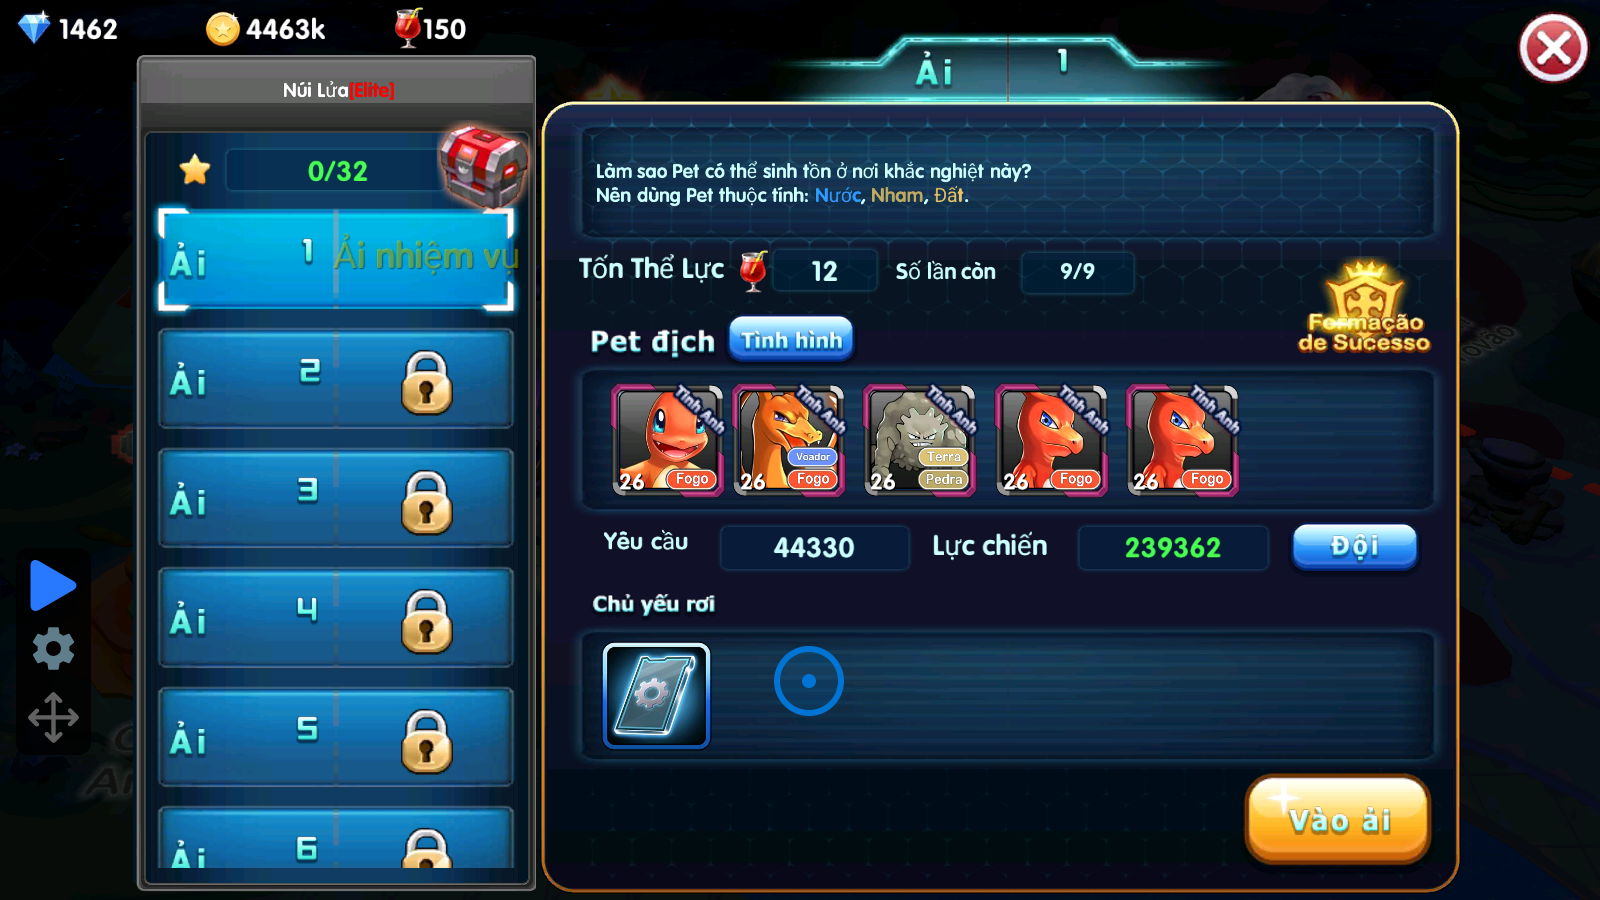 1462
4463k
150
Núi Lửa[Elite]
Ải 1
0/32
Ải 1 Ải nhiệm vụ
Ải 2
Ải 3
Ải 4
Ải 5
Ải 6
Làm sao Pet có thể sinh tồn ở nơi khắc nghiệt này?
Nên dùng Pet thuộc tính: Nước, Nham, Đất.
Tốn Thể Lực 12 Số lần còn 9/9
Formação
de Sucesso
Pet địch Tình hình
Tinh Anh
26 Fogo
Tinh Anh
Voador
26 Fogo
Tinh Anh
Terra
26 Pedra
Tinh Anh
26 Fogo
Tinh Anh
26 Fogo
Yêu cầu 44330 Lực chiến 239362 Đội
Chủ yếu rơi
Vào ải